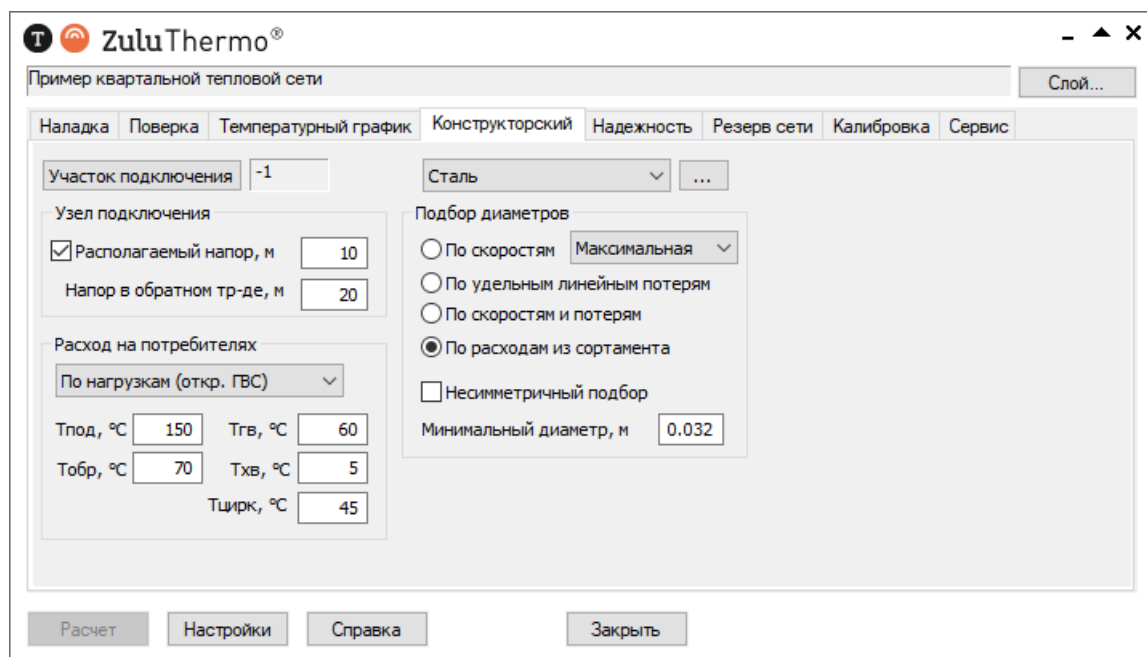 T ZuluThermo®
Пример квартальной тепловой сети
Слой...
Наладка Поверка Температурный график Конструкторский Надежность Резерв сети Калибровка Сервис
Участок подключения -1
Сталь ...
Узел подключения
Располагаемый напор, м 10
Напор в обратном тр-де, м 20
Расход на потребителях
По нагрузкам (откр. ГВС)
Тпод, °C 150 Тгв, °C 60
Тобр, °C 70 Тхв, °C 5
Тцирк, °C 45
Подбор диаметров
По скоростям Максимальная
По удельным линейным потерям
По скоростям и потерям
По расходам из сортамента
Несимметричный подбор
Минимальный диаметр, м 0.032
Расчет Настройки Справка Закрыть